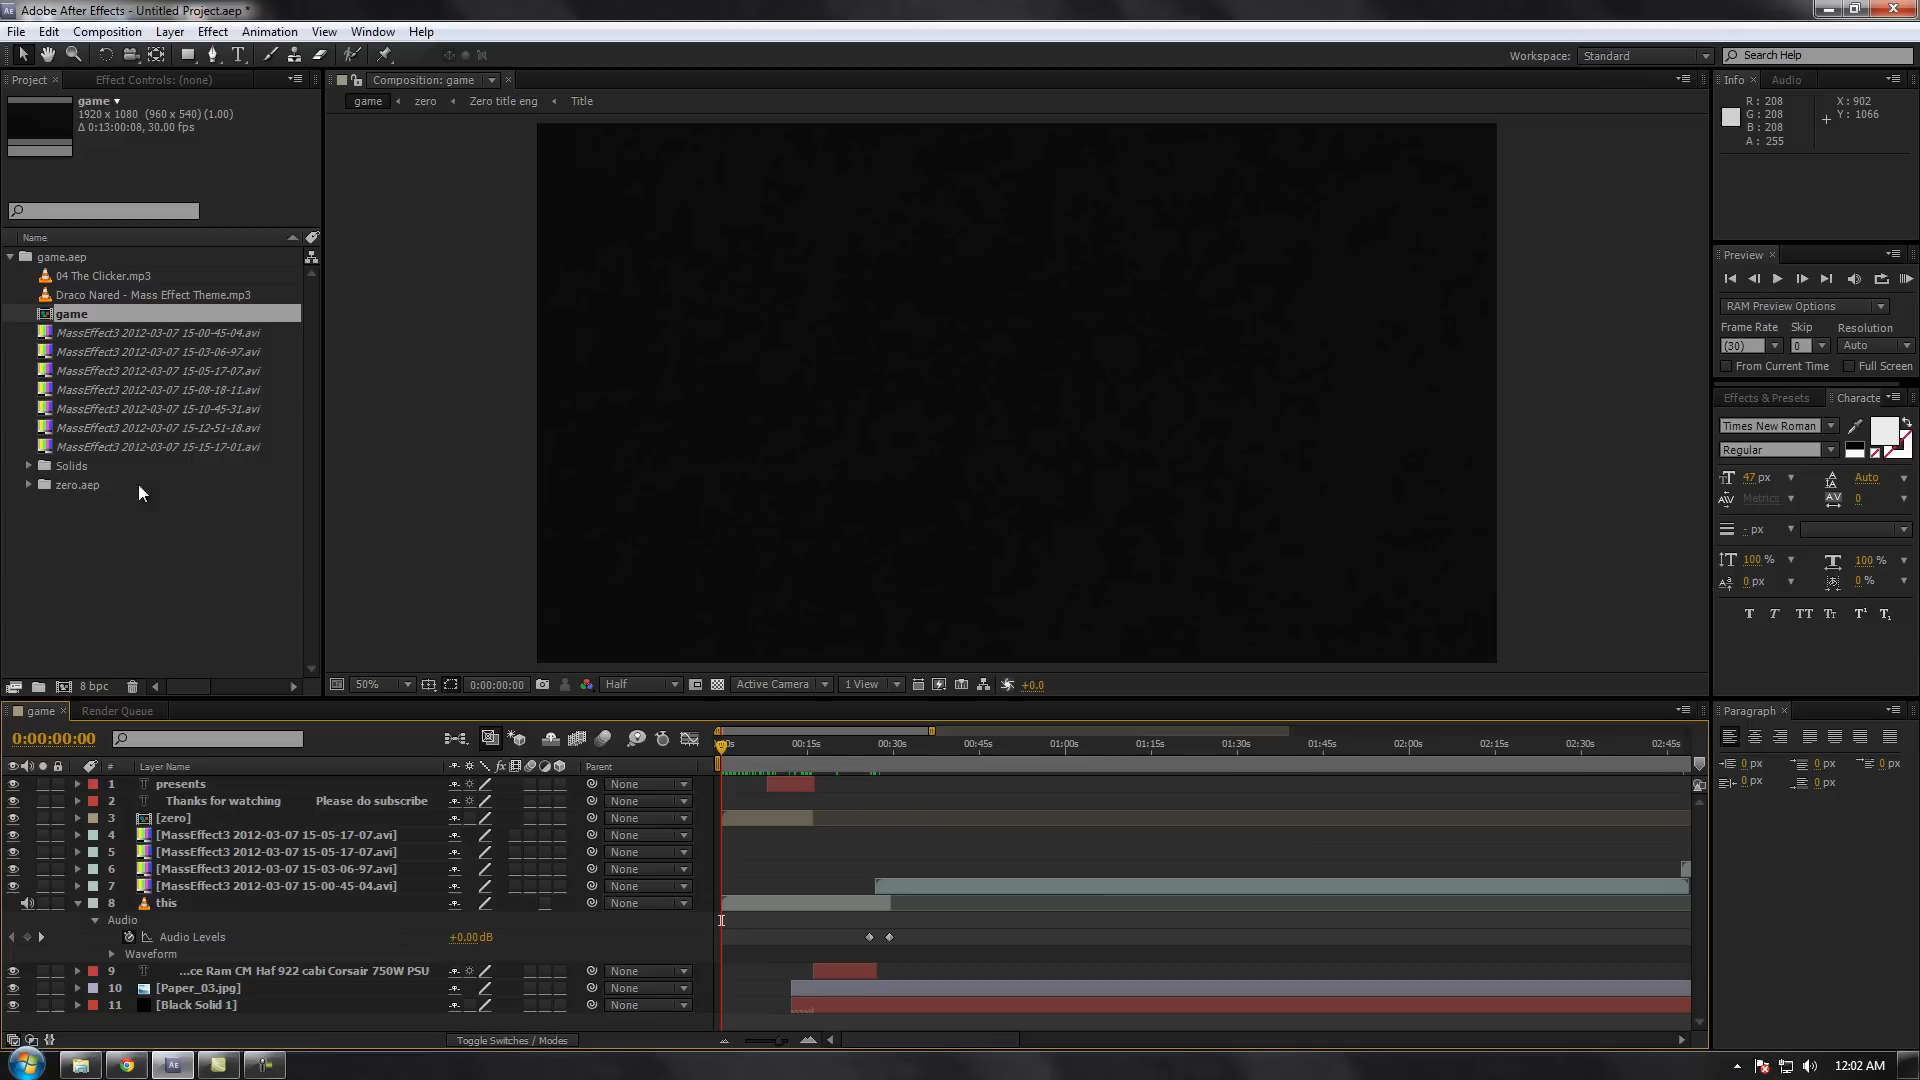 Adobe After Effects - Untitled Project.aep *
File Edit Composition Layer Effect Animation View Window Help
Workspace: Standard Search Help
Project Effect Controls: (none)
Composition: game
Info Audio
game
1920 x 1080 (960 x 540) (1.00)
Δ 0:13:00:08, 30.00 fps
game zero Zero title eng Title
R: 208
G: 208
B: 208
A: 255
X: 902
Y: 1066
Name
game.aep
04 The Clicker.mp3
Draco Nared - Mass Effect Theme.mp3
game
MassEffect3 2012-03-07 15-00-45-04.avi
MassEffect3 2012-03-07 15-03-06-97.avi
MassEffect3 2012-03-07 15-05-17-07.avi
MassEffect3 2012-03-07 15-08-18-11.avi
MassEffect3 2012-03-07 15-10-45-31.avi
MassEffect3 2012-03-07 15-12-51-18.avi
MassEffect3 2012-03-07 15-15-17-01.avi
Solids
zero.aep
8 bpc
Preview
RAM Preview Options
Frame Rate Skip Resolution
(30) 0 Auto
From Current Time Full Screen
Effects & Presets Characte
Times New Roman
Regular
47 px Auto
Metrics 0
- px
100 % 100 %
0 px 0 %
T T TT Tt T¹ T₁
50% 0:00:00:00 Half Active Camera 1 View +0.0
game Render Queue
0:00:00:00
0s 00:15s 00:30s 00:45s 01:00s 01:15s 01:30s 01:45s 02:00s 02:15s 02:30s 02:45s
# Layer Name fx Parent
1 presents None
2 Thanks for watching Please do subscribe None
3 [zero] None
4 [MassEffect3 2012-03-07 15-05-17-07.avi] None
5 [MassEffect3 2012-03-07 15-05-17-07.avi] None
6 [MassEffect3 2012-03-07 15-03-06-97.avi] None
7 [MassEffect3 2012-03-07 15-00-45-04.avi] None
8 this None
Audio
Audio Levels +0.00dB
Waveform
9 ...ce Ram CM Haf 922 cabi Corsair 750W PSU None
10 [Paper_03.jpg] None
11 [Black Solid 1] None
Toggle Switches / Modes
Paragraph
0 px 0 px 0 px
0 px 0 px
12:02 AM